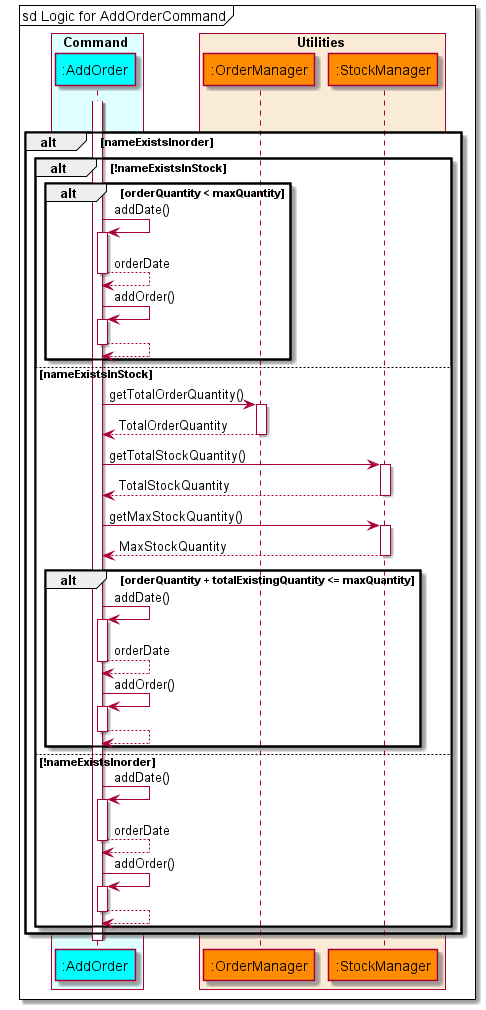 sd Logic for AddOrderCommand
Command
Utilities
:AddOrder
:OrderManager
:StockManager
alt [nameExistsInorder]
alt [!nameExistsInStock]
alt [orderQuantity < maxQuantity]
addDate()
orderDate
addOrder()
[nameExistsInStock]
getTotalOrderQuantity()
TotalOrderQuantity
getTotalStockQuantity()
TotalStockQuantity
getMaxStockQuantity()
MaxStockQuantity
alt [orderQuantity + totalExistingQuantity <= maxQuantity]
addDate()
orderDate
addOrder()
[!nameExistsInorder]
addDate()
orderDate
addOrder()
:AddOrder
:OrderManager
:StockManager